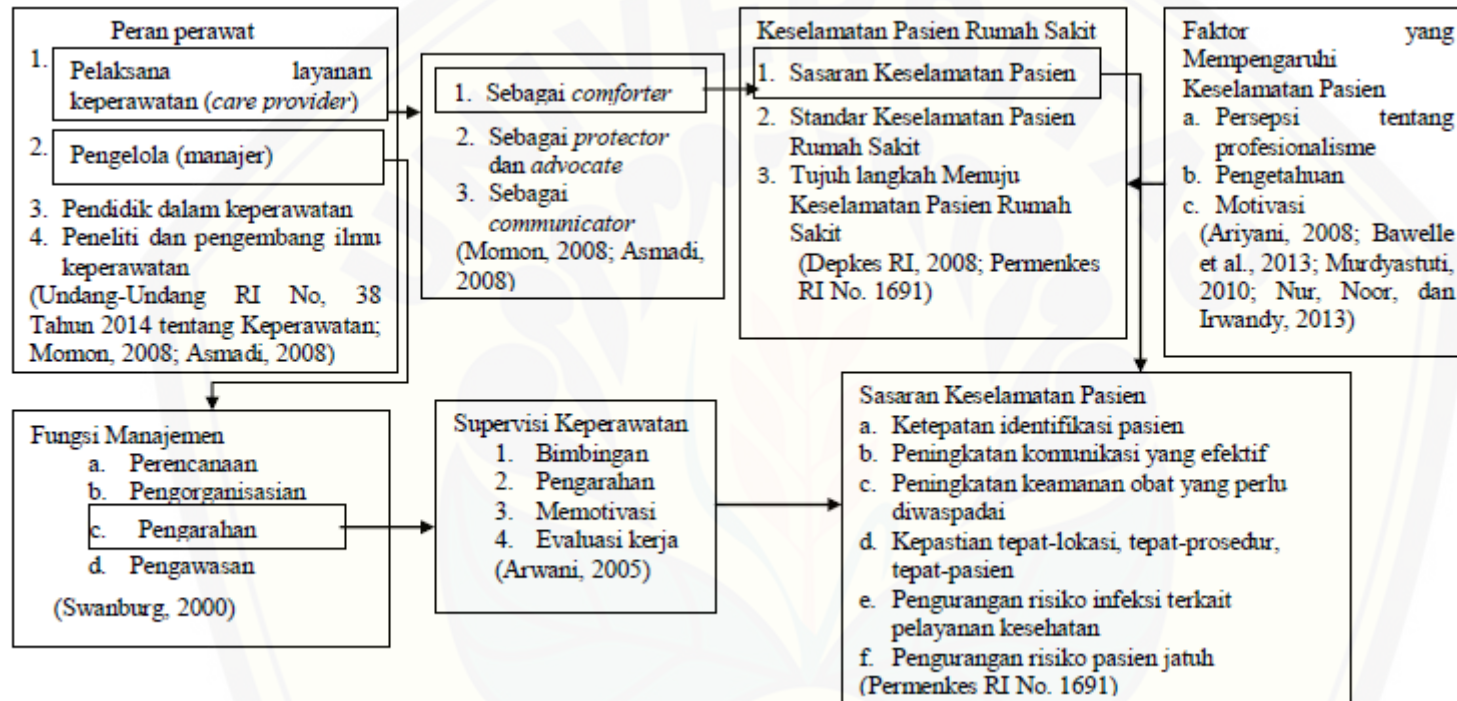 Peran perawat
1. Pelaksana layanan
keperawatan (care provider)
2. Pengelola (manajer)
3. Pendidik dalam keperawatan
4. Peneliti dan pengembang ilmu
keperawatan
(Undang-Undang RI No, 38
Tahun 2014 tentang Keperawatan;
Momon, 2008; Asmadi, 2008)
1. Sebagai comforter
2. Sebagai protector
dan advocate
3. Sebagai
communicator
(Momon, 2008; Asmadi,
2008)
Keselamatan Pasien Rumah Sakit
1. Sasaran Keselamatan Pasien
2. Standar Keselamatan Pasien
Rumah Sakit
3. Tujuh langkah Menuju
Keselamatan Pasien Rumah
Sakit
(Depkes RI, 2008; Permenkes
RI No. 1691)
Faktor yang
Mempengaruhi
Keselamatan Pasien
a. Persepsi tentang
profesionalisme
b. Pengetahuan
c. Motivasi
(Ariyani, 2008; Bawelle
et al., 2013; Murdyastuti,
2010; Nur, Noor, dan
Irwandy, 2013)
Fungsi Manajemen
a. Perencanaan
b. Pengorganisasian
c. Pengarahan
d. Pengawasan
(Swanburg, 2000)
Supervisi Keperawatan
1. Bimbingan
2. Pengarahan
3. Memotivasi
4. Evaluasi kerja
(Arwani, 2005)
Sasaran Keselamatan Pasien
a. Ketepatan identifikasi pasien
b. Peningkatan komunikasi yang efektif
c. Peningkatan keamanan obat yang perlu
diwaspadai
d. Kepastian tepat-lokasi, tepat-prosedur,
tepat-pasien
e. Pengurangan risiko infeksi terkait
pelayanan kesehatan
f. Pengurangan risiko pasien jatuh
(Permenkes RI No. 1691)